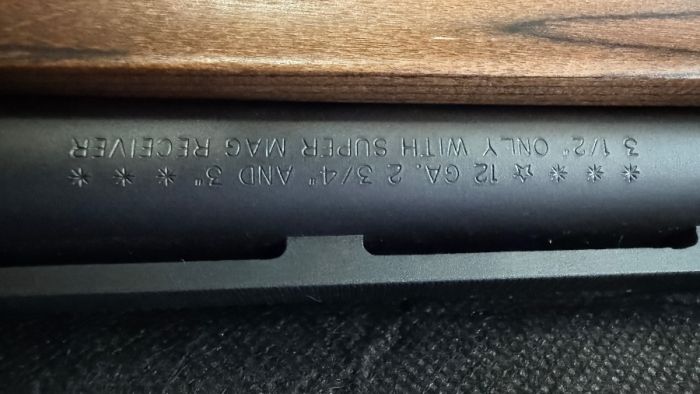 * * * * ☆ 12 GA. 2 3/4" AND 3" * * * *
3 1/2" ONLY WITH SUPER MAG RECEIVER